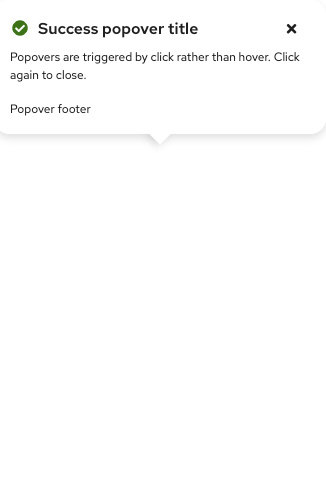 Success popover title
Popovers are triggered by click rather than hover. Click
again to close.
Popover footer